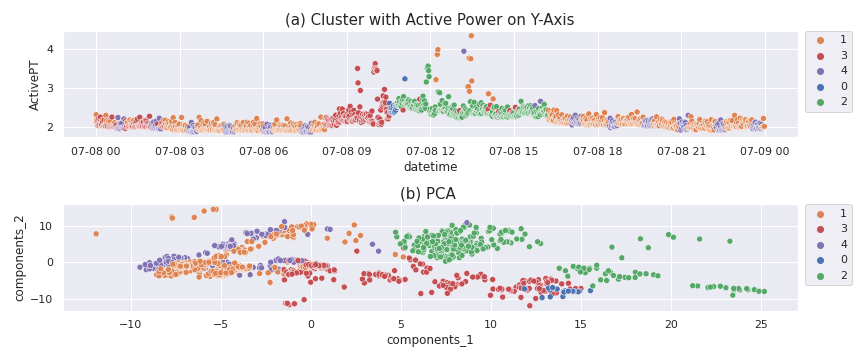 (a) Cluster with Active Power on Y-Axis
ActivePT
4
3
2
07-08 00 07-08 03 07-08 06 07-08 09 07-08 12 07-08 15 07-08 18 07-08 21 07-09 00
datetime
1
3
4
0
2
(b) PCA
components_2
10
0
−10
−10 −5 0 5 10 15 20 25
components_1
1
3
4
0
2